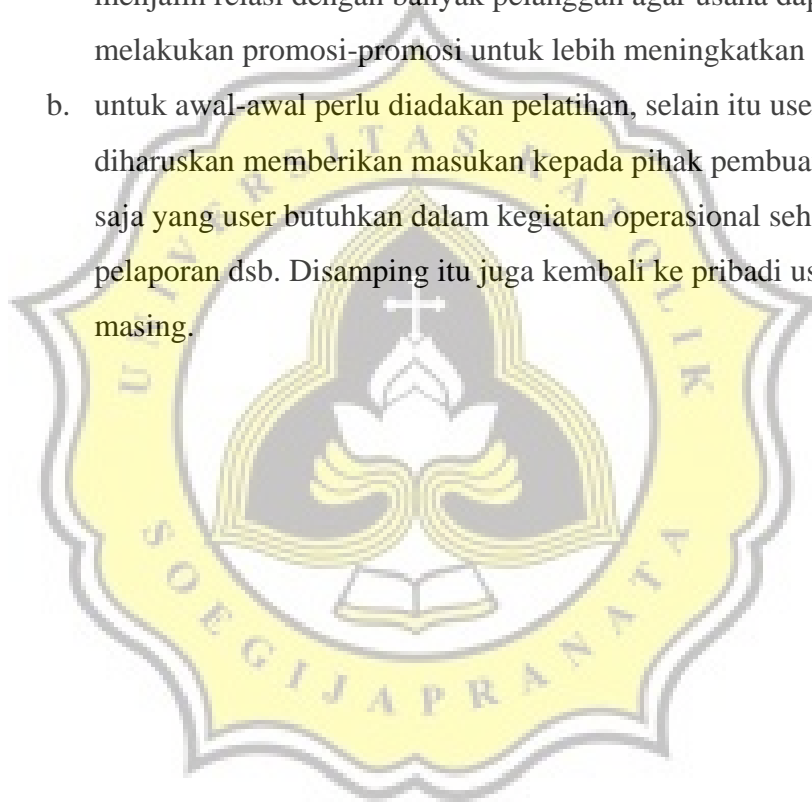 menjalin relasi dengan banyak pelanggan agar usaha dap
melakukan promosi-promosi untuk lebih meningkatkan
b. untuk awal-awal perlu diadakan pelatihan, selain itu use
diharuskan memberikan masukan kepada pihak pembua
saja yang user butuhkan dalam kegiatan operasional seh
pelaporan dsb. Disamping itu juga kembali ke pribadi us
masing.
UNIVERSITAS KATOLIK
SOEGIJAPRANATA